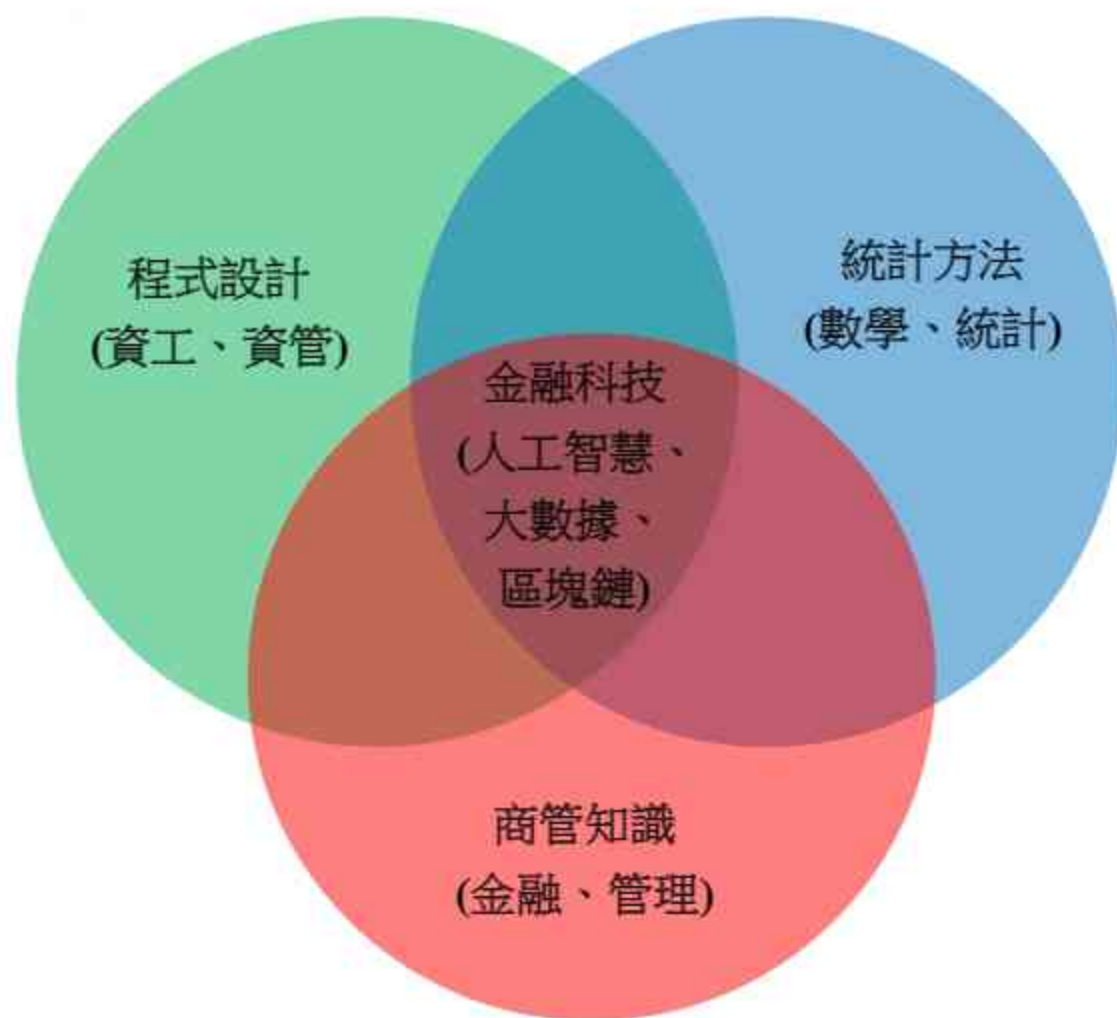 程式設計
(資工、資管)
統計方法
(數學、統計)
金融科技
(人工智慧、
大數據、
區塊鏈)
商管知識
(金融、管理)